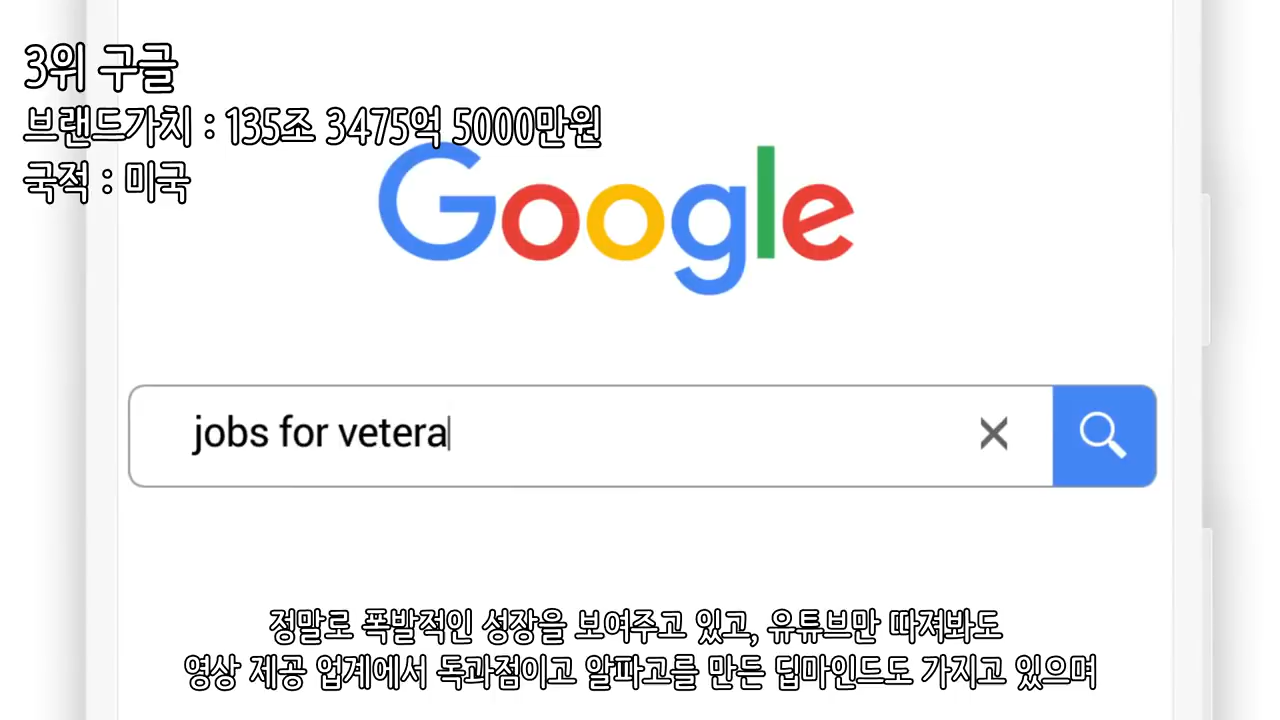 3위 구글
브랜드가치 : 135조 3475억 5000만원
국적 : 미국
Google
jobs for vetera
정말로 폭발적인 성장을 보여주고 있고, 유튜브만 따져봐도
영상 제공 업계에서 독과점이고 알파고를 만든 딥마인드도 가지고 있으며